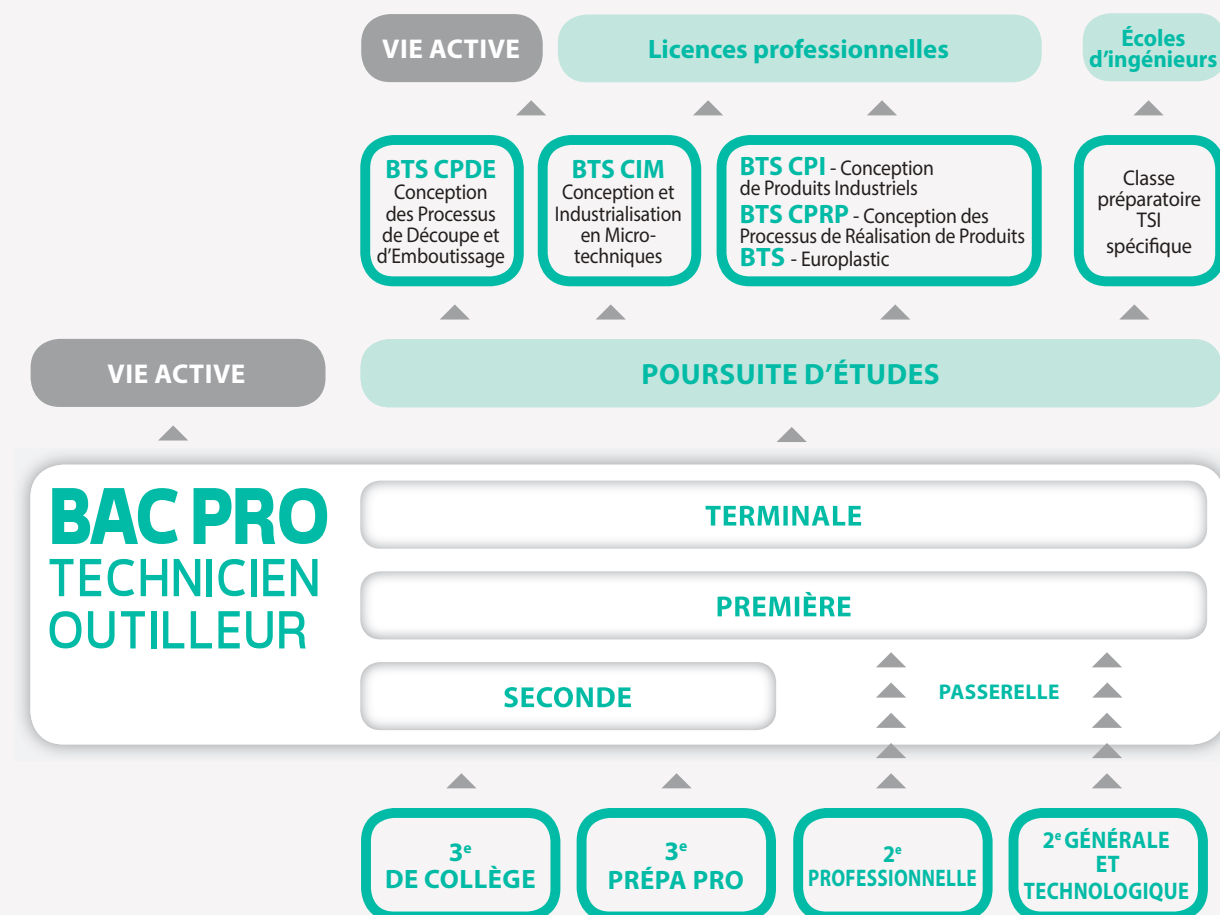 VIE ACTIVE
Licences professionnelles
Écoles
d'ingénieurs
BTS CPDE
Conception
des Processus
de Découpe et
d'Emboutissage
BTS CIM
Conception et
Industrialisation
en Micro-
techniques
BTS CPI - Conception
de Produits Industriels
BTS CPRP - Conception des
Processus de Réalisation de Produits
BTS - Europlastic
Classe
préparatoire
TSI
spécifique
VIE ACTIVE
POURSUITE D'ÉTUDES
BAC PRO
TECHNICIEN
OUTILLEUR
TERMINALE
PREMIÈRE
SECONDE
PASSERELLE
3e
DE COLLÈGE
3e
PRÉPA PRO
2e
PROFESSIONNELLE
2e GÉNÉRALE
ET
TECHNOLOGIQUE